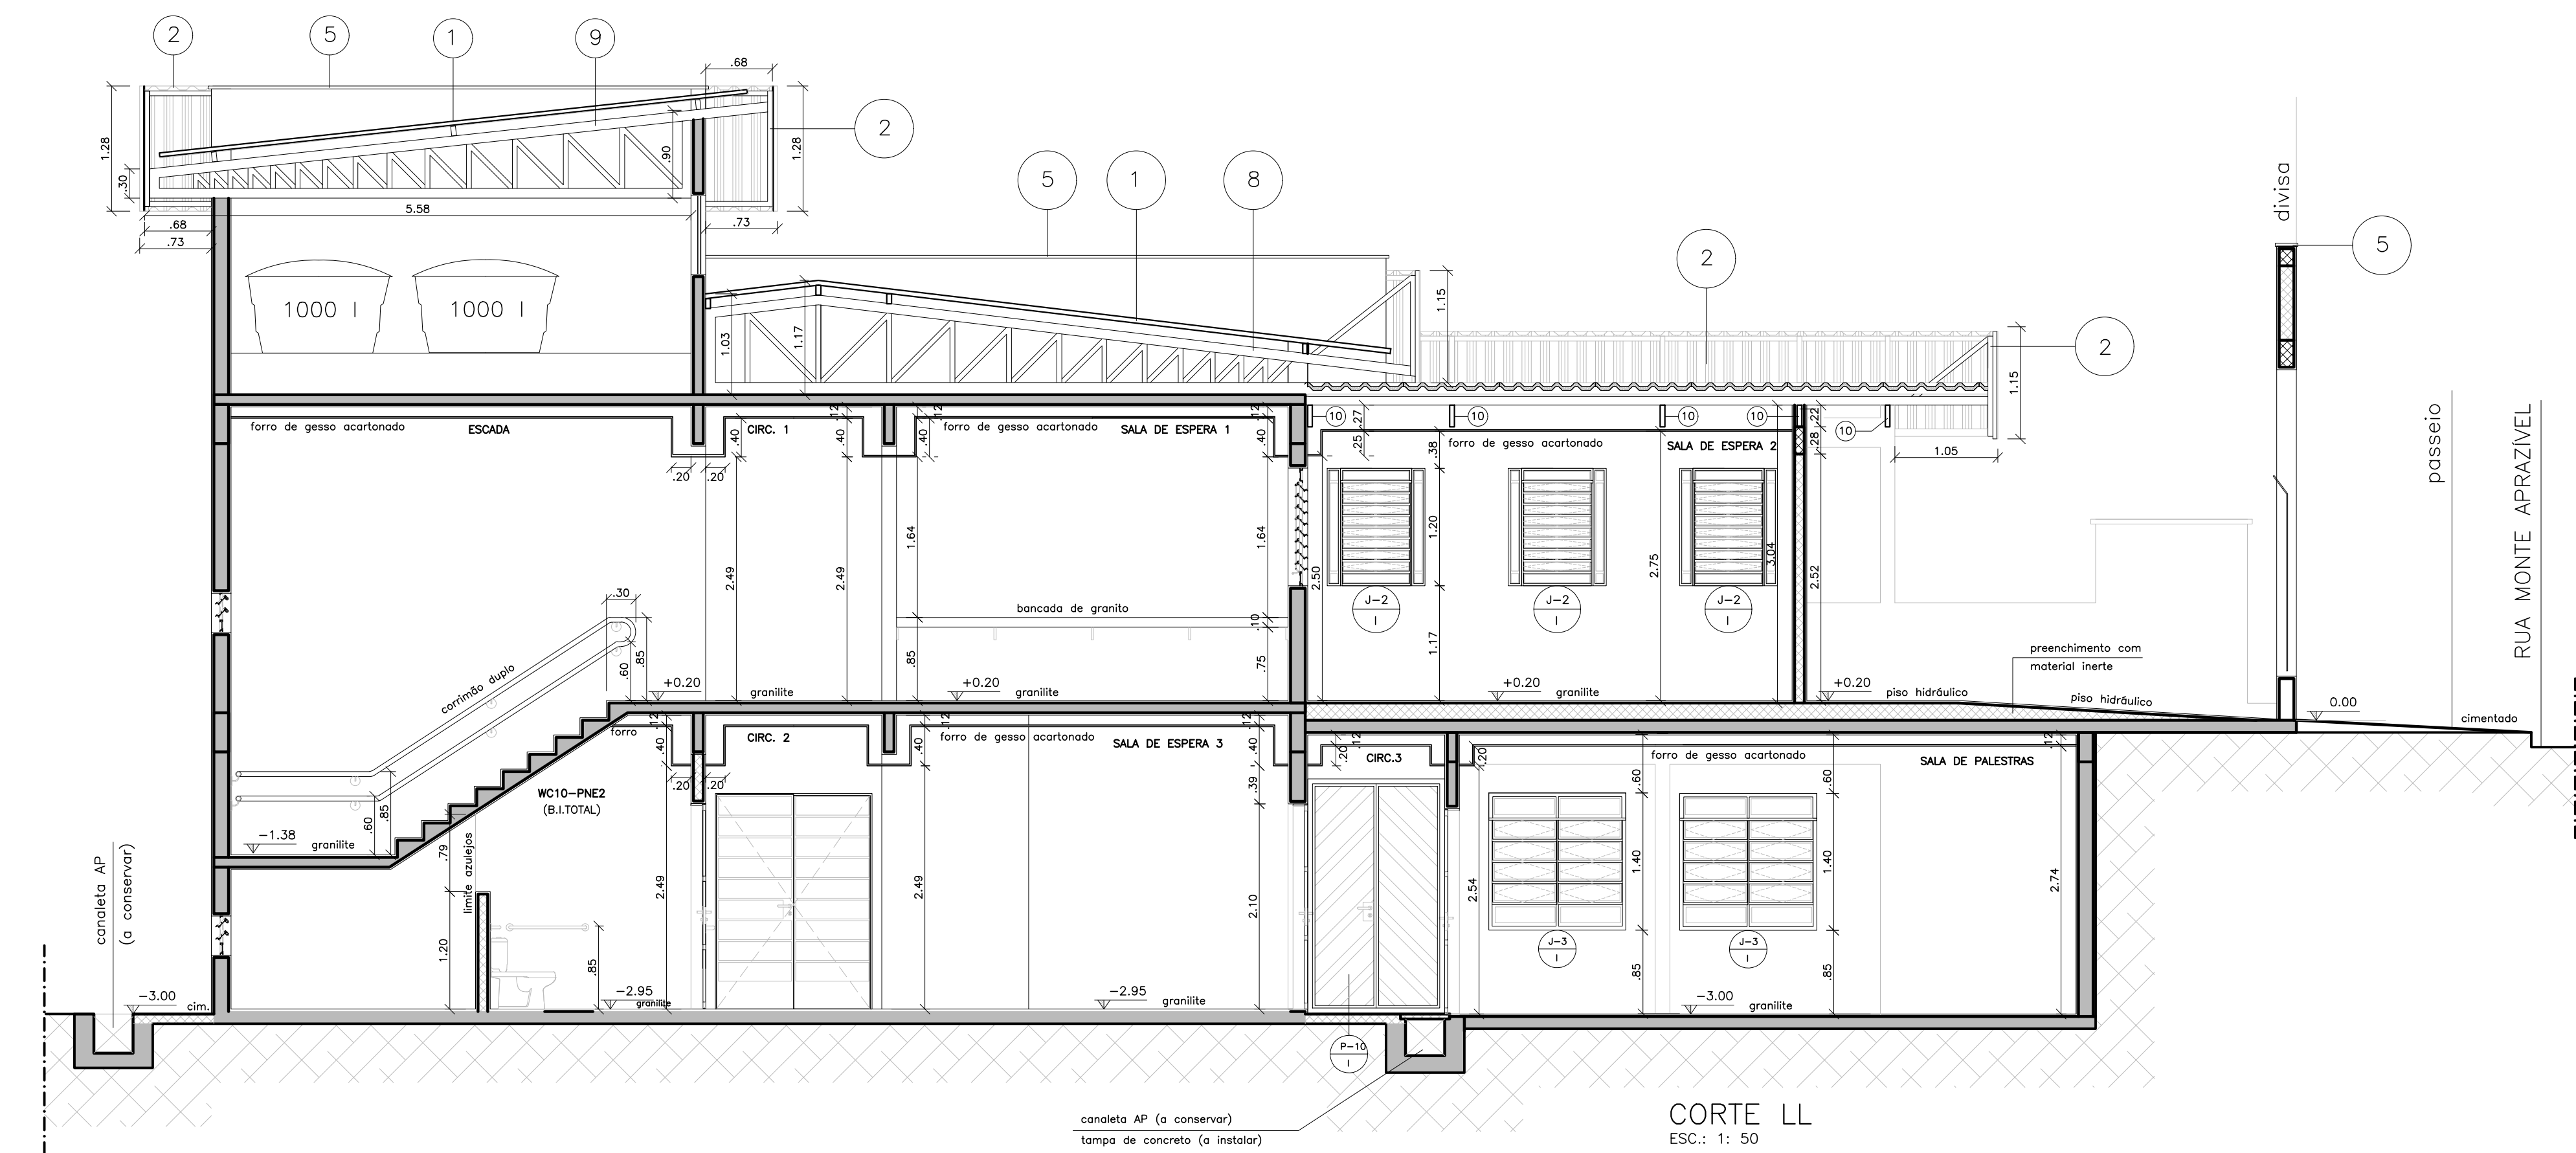 2
5
1
9
.68
2
1.28
.30
.90
1.28
5.58
.68
.73
.73
5
1
8
2
divisa
5
1000 l
1000 l
1.03
1.17
1.15
2
1.15
forro de gesso acartonado
ESCADA
.40
CIRC. 1
.12
.40
.12
.40
forro de gesso acartonado
SALA DE ESPERA 1
.12
.40
10
.27
.25
10
10
10
10
.22
.28
.38
forro de gesso acartonado
SALA DE ESPERA 2
1.05
.20
.20
passeio
RUA MONTE APRAZÍVEL
2.49
2.49
1.64
1.64
2.50
1.20
2.75
3.04
2.52
J-2
I
J-2
I
J-2
I
bancada de granito
.30
.85
.60
corrimão duplo
.85
.10
.75
1.17
preenchimento com
material inerte
+0.20
granilite
+0.20
granilite
+0.20
granilite
+0.20
piso hidráulico
piso hidráulico
0.00
cimentado
forro
.12
.40
CIRC. 2
.12
.40
forro de gesso acartonado
SALA DE ESPERA 3
.12
.40
.39
.20
.12
CIRC.3
.20
forro de gesso acartonado
SALA DE PALESTRAS
.12
.20
.20
.60
.60
WC10-PNE2
(B.I.TOTAL)
.60
.85
-1.38
granilite
.79
limite azulejos
1.20
.85
2.49
2.49
2.10
2.54
1.40
1.40
2.74
J-3
I
J-3
I
.85
.85
canaleta AP
(a conservar)
-3.00
cim.
-2.95
granilite
-2.95
granilite
-3.00
granilite
P-10
I
canaleta AP (a conservar)
tampa de concreto (a instalar)
CORTE LL
ESC.: 1: 50